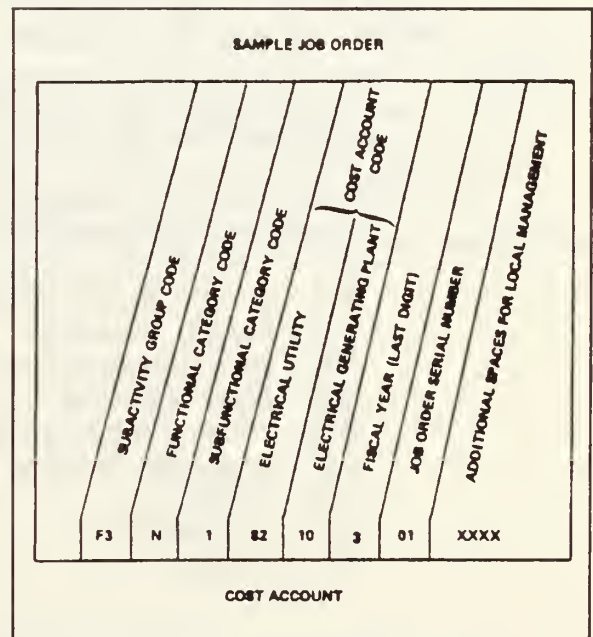 SAMPLE JOB ORDER
COST ACCOUNT
CODE
SUBACTIVITY GROUP CODE
FUNCTIONAL CATEGORY CODE
SUBFUNCTIONAL CATEGORY CODE
ELECTRICAL UTILITY
ELECTRICAL GENERATING PLANT
FISCAL YEAR (LAST DIGIT)
JOB ORDER SERIAL NUMBER
ADDITIONAL SPACES FOR LOCAL MANAGEMENT
F3 N 1 82 10 3 01 XXXX
COST ACCOUNT